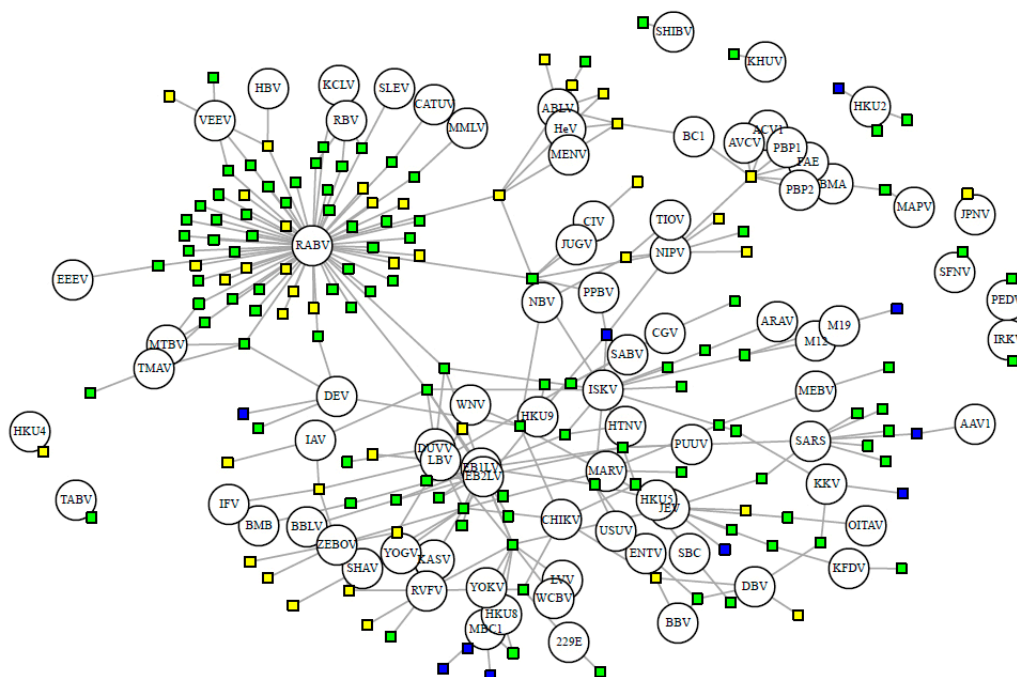 SHIBV
KHUV
HBV
KCLV
SLEV
CATUV
HKU2
VEEV
RBV
MMLV
ABLV
HeV
MENV
BC1
AVCV
ACV1
PBP1
PAE
PBP2
BMA
MAPV
JPNV
CIV
TIOV
JUGV
NIPV
RABV
EEEV
SFNV
NBV
PPBV
PEDV
IRKV
CGV
ARAV
M19
M12
SABV
MTBV
TMAV
DEV
ISKV
MEBV
WNV
HKU9
HTNV
AAV1
HKU4
IAV
DUVV
LBV
PUUV
SARS
EB1LV
EB2LV
MARV
KKV
TABV
IFV
BMB
BBLV
HKU5
JEV
OITAV
CHIKV
USUV
ZEBOV
YOGV
KASV
SHAV
ENTV
SBC
KFDV
RVFV
YOKV
LVV
WCBV
DBV
HKU8
MBC1
BBV
229E